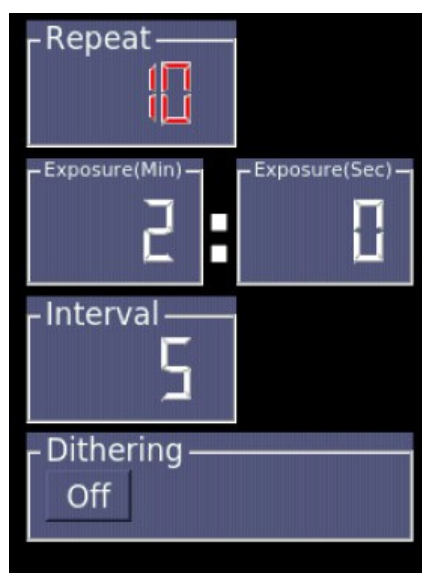 Repeat
10
Exposure(Min) Exposure(Sec)
2 : 0
Interval
5
Dithering
Off